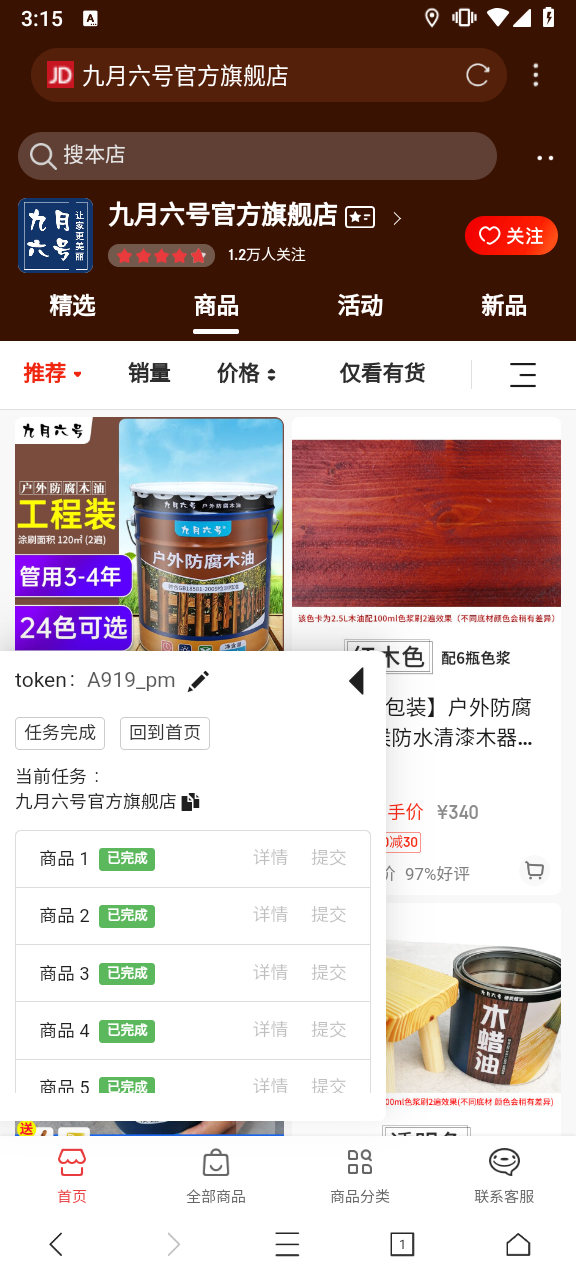 3:15
A
JD 九月六号官方旗舰店
搜本店
九月六号
让家更美丽
九月六号官方旗舰店
1.2万人关注
关注
精选 商品 活动 新品
推荐 销量 价格 仅看有货
九月六号
户外防腐木油
工程装
涂刷面积 120㎡ (2遍)
管用3-4年
24色可选
九月六号
九月六号
户外防腐木油
该色卡为2.5L木油配100ml色浆刷2遍效果 (不同底材颜色会稍有差异)
红木色 配6瓶色浆
包装】户外防腐
防水清漆木器...
手价 ¥340
减30
价 97%好评
token: A919_pm
任务完成 回到首页
当前任务：
九月六号官方旗舰店
商品 1 已完成 详情 提交
商品 2 已完成 详情 提交
商品 3 已完成 详情 提交
商品 4 已完成 详情 提交
商品 5 已完成 详情 提交
九月六号
木蜡油
00ml色浆刷2遍效果(不同底材 颜色会稍有差异)
透明色
送
首页 全部商品 商品分类 联系客服
1